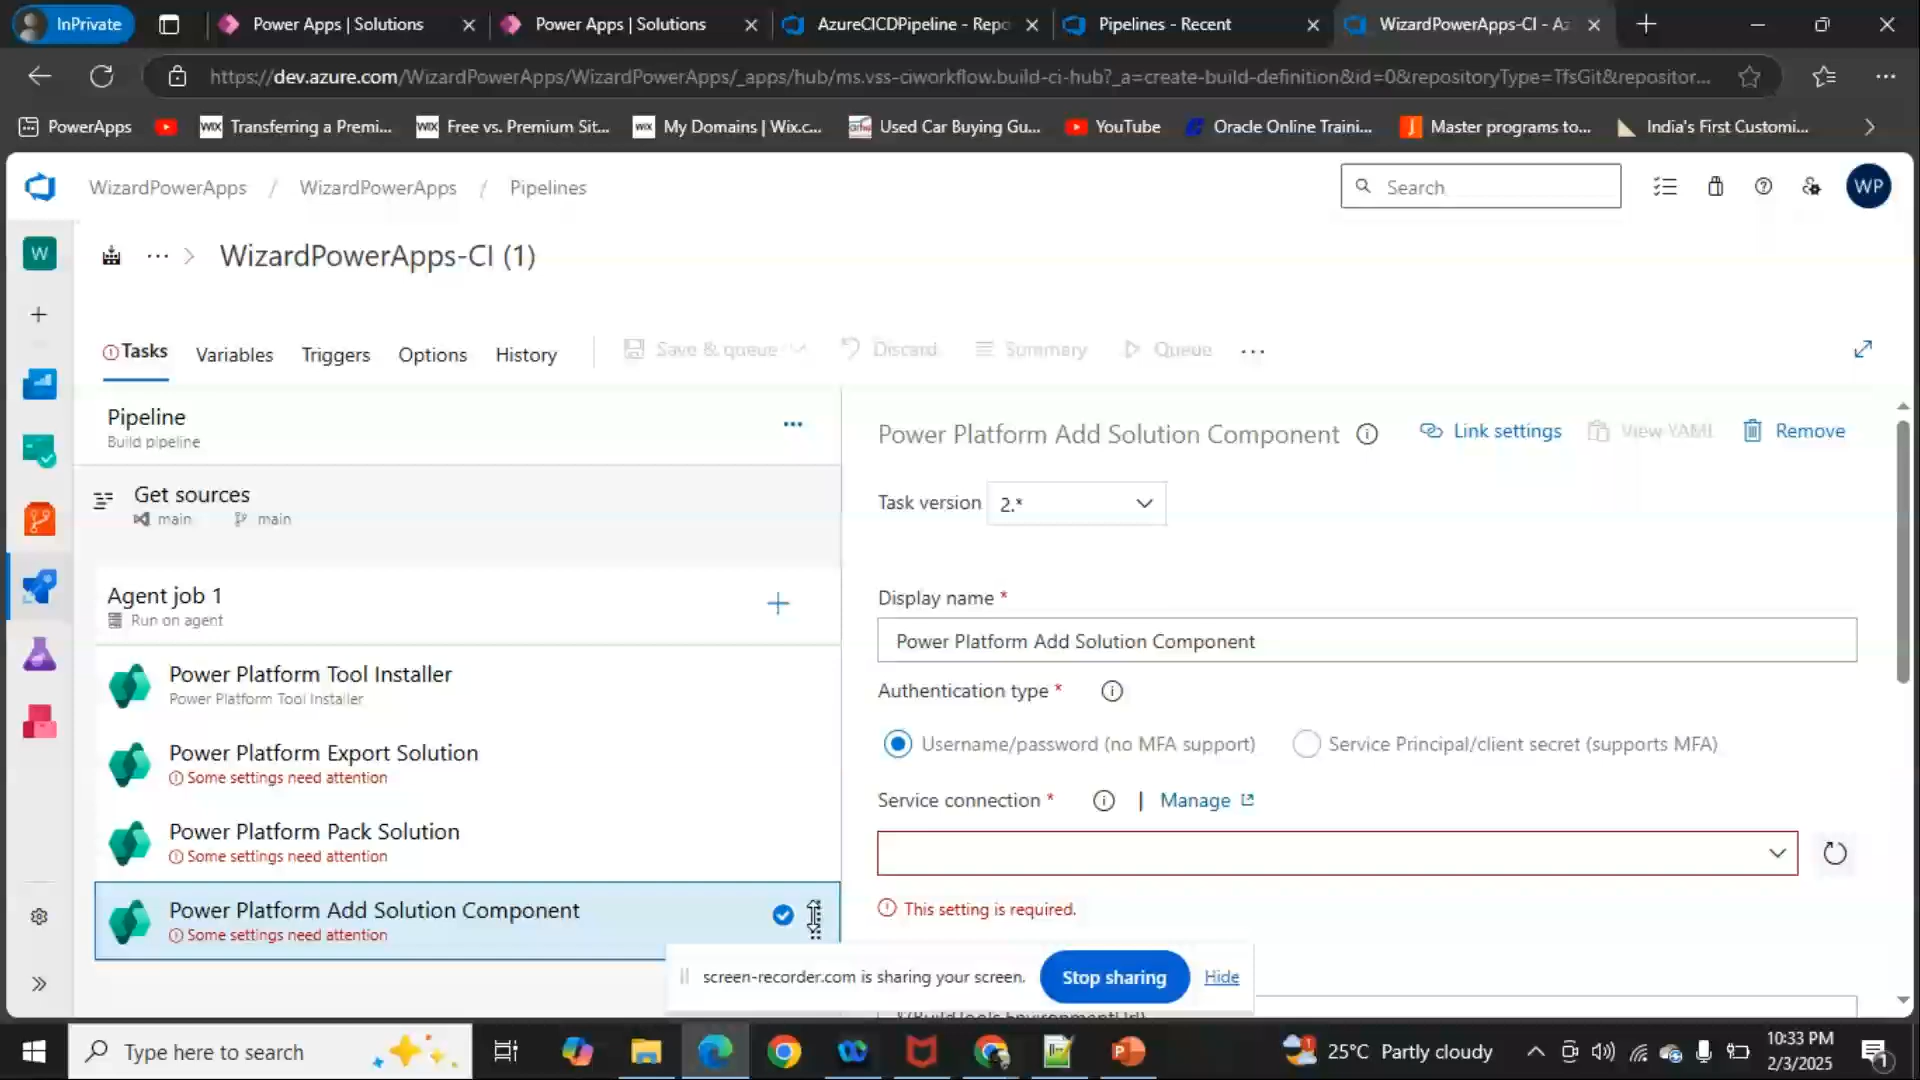 InPrivate
Power Apps | Solutions
Power Apps | Solutions
AzureCICDPipeline - Repo
Pipelines - Recent
WizardPowerApps-CI - Az
https://dev.azure.com/WizardPowerApps/WizardPowerApps/_apps/hub/ms.vss-ciworkflow.build-ci-hub?_a=create-build-definition&id=0&repositoryType=TfsGit&repositor...
PowerApps
WIX Transferring a Premi...
WIX Free vs. Premium Sit...
WIX My Domains | Wix.c...
Used Car Buying Gu...
YouTube
Oracle Online Traini...
Master programs to...
India's First Customi...
WizardPowerApps / WizardPowerApps / Pipelines
Search
WP
W
... > WizardPowerApps-CI (1)
Tasks
Variables
Triggers
Options
History
Save & queue
Discard
Summary
Queue
...
Pipeline
Build pipeline
...
Get sources
main
main
Agent job 1
Run on agent
Power Platform Tool Installer
Power Platform Tool Installer
Power Platform Export Solution
Some settings need attention
Power Platform Pack Solution
Some settings need attention
Power Platform Add Solution Component
Some settings need attention
Power Platform Add Solution Component
Link settings
View YAML
Remove
Task version 2.*
Display name *
Power Platform Add Solution Component
Authentication type *
Username/password (no MFA support)
Service Principal/client secret (supports MFA)
Service connection * | Manage
This setting is required.
$(BuildTools.EnvironmentUrl)
screen-recorder.com is sharing your screen.
Stop sharing
Hide
Type here to search
25°C Partly cloudy
10:33 PM
2/3/2025
1